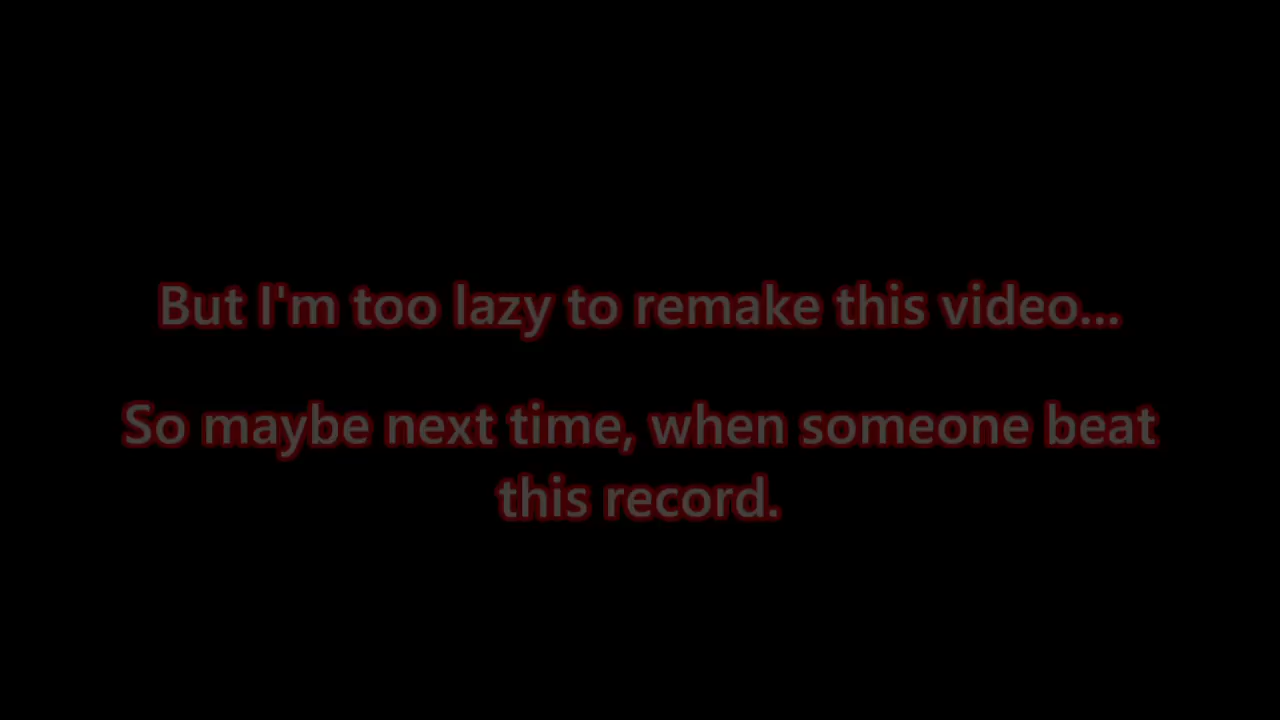 But I'm too lazy to remake this video...
So maybe next time, when someone beat
this record.